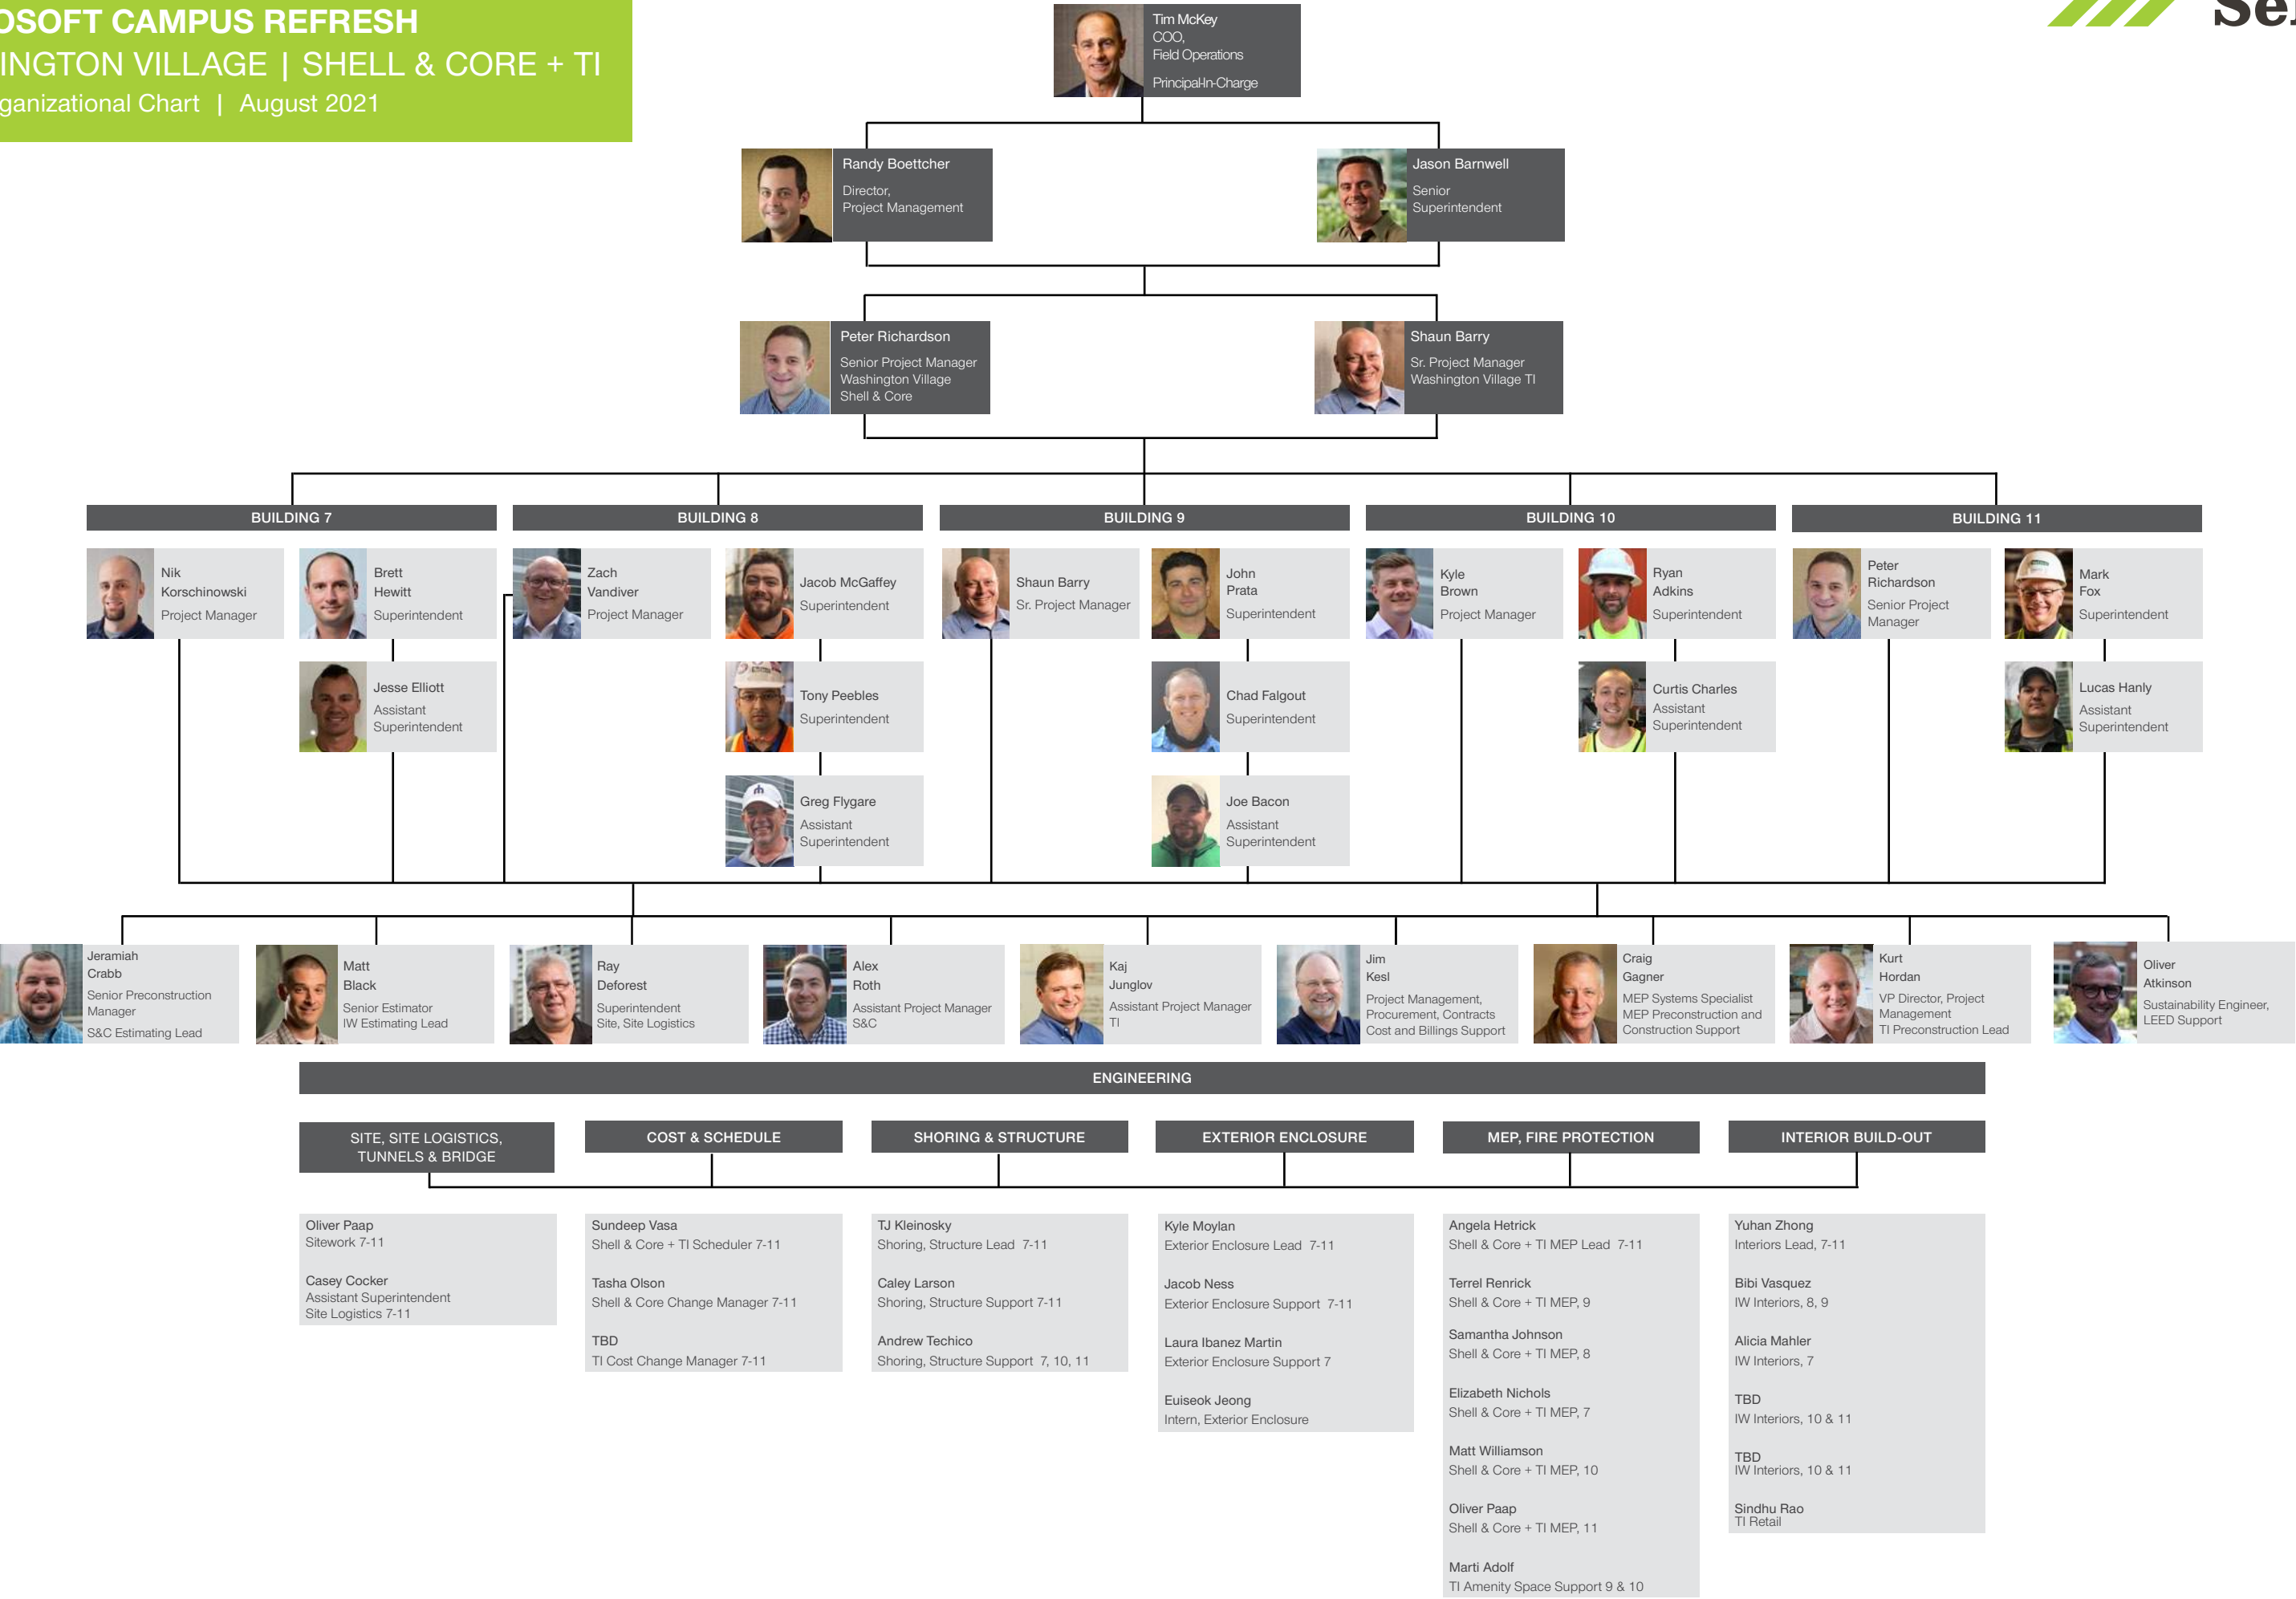 OSOFT CAMPUS REFRESH
INGTON VILLAGE | SHELL & CORE + TI
ganizational Chart | August 2021
Se
Tim McKey
COO,
Field Operations
Principal-In-Charge
Randy Boettcher
Director,
Project Management
Jason Barnwell
Senior
Superintendent
Peter Richardson
Senior Project Manager
Washington Village
Shell & Core
Shaun Barry
Sr. Project Manager
Washington Village TI
BUILDING 7
BUILDING 8
BUILDING 9
BUILDING 10
BUILDING 11
Nik
Korschinowski
Project Manager
Brett
Hewitt
Superintendent
Jesse Elliott
Assistant
Superintendent
Zach
Vandiver
Project Manager
Jacob McGaffey
Superintendent
Tony Peebles
Superintendent
Greg Flygare
Assistant
Superintendent
Shaun Barry
Sr. Project Manager
John
Prata
Superintendent
Chad Falgout
Superintendent
Joe Bacon
Assistant
Superintendent
Kyle
Brown
Project Manager
Ryan
Adkins
Superintendent
Curtis Charles
Assistant
Superintendent
Peter
Richardson
Senior Project
Manager
Mark
Fox
Superintendent
Lucas Hanly
Assistant
Superintendent
Jeramiah
Crabb
Senior Preconstruction
Manager
S&C Estimating Lead
Matt
Black
Senior Estimator
IW Estimating Lead
Ray
Deforest
Superintendent
Site, Site Logistics
Alex
Roth
Assistant Project Manager
S&C
Kaj
Junglov
Assistant Project Manager
TI
Jim
Kesl
Project Management,
Procurement, Contracts
Cost and Billings Support
Craig
Gagner
MEP Systems Specialist
MEP Preconstruction and
Construction Support
Kurt
Hordan
VP Director, Project
Management
TI Preconstruction Lead
Oliver
Atkinson
Sustainability Engineer,
LEED Support
ENGINEERING
SITE, SITE LOGISTICS,
TUNNELS & BRIDGE
COST & SCHEDULE
SHORING & STRUCTURE
EXTERIOR ENCLOSURE
MEP, FIRE PROTECTION
INTERIOR BUILD-OUT
Oliver Paap
Sitework 7-11
Casey Cocker
Assistant Superintendent
Site Logistics 7-11
Sundeep Vasa
Shell & Core + TI Scheduler 7-11
Tasha Olson
Shell & Core Change Manager 7-11
TBD
TI Cost Change Manager 7-11
TJ Kleinosky
Shoring, Structure Lead 7-11
Caley Larson
Shoring, Structure Support 7-11
Andrew Techico
Shoring, Structure Support 7, 10, 11
Kyle Moylan
Exterior Enclosure Lead 7-11
Jacob Ness
Exterior Enclosure Support 7-11
Laura Ibanez Martin
Exterior Enclosure Support 7
Euiseok Jeong
Intern, Exterior Enclosure
Angela Hetrick
Shell & Core + TI MEP Lead 7-11
Terrel Renrick
Shell & Core + TI MEP, 9
Samantha Johnson
Shell & Core + TI MEP, 8
Elizabeth Nichols
Shell & Core + TI MEP, 7
Matt Williamson
Shell & Core + TI MEP, 10
Oliver Paap
Shell & Core + TI MEP, 11
Marti Adolf
TI Amenity Space Support 9 & 10
Yuhan Zhong
Interiors Lead, 7-11
Bibi Vasquez
IW Interiors, 8, 9
Alicia Mahler
IW Interiors, 7
TBD
IW Interiors, 10 & 11
TBD
IW Interiors, 10 & 11
Sindhu Rao
TI Retail